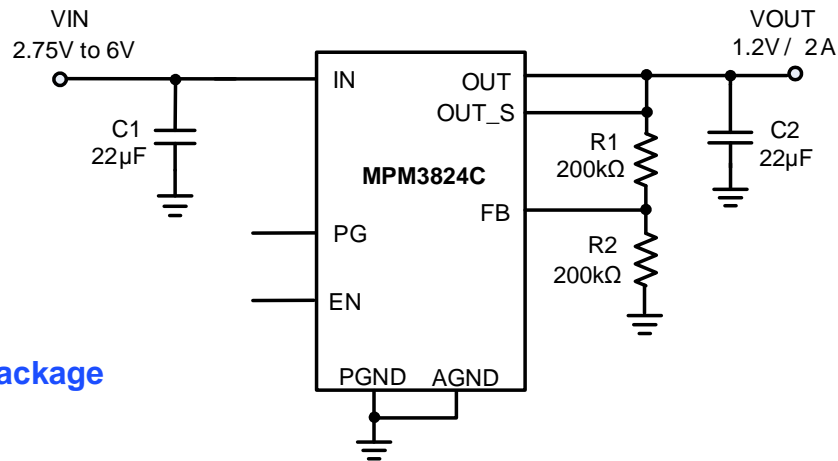 VIN
2.75V to 6V
VOUT
1.2V / 2A
IN
OUT
OUT_S
C1
22μF
R1
200kΩ
C2
22μF
MPM3824C
FB
PG
R2
200kΩ
EN
ackage
PGND
AGND